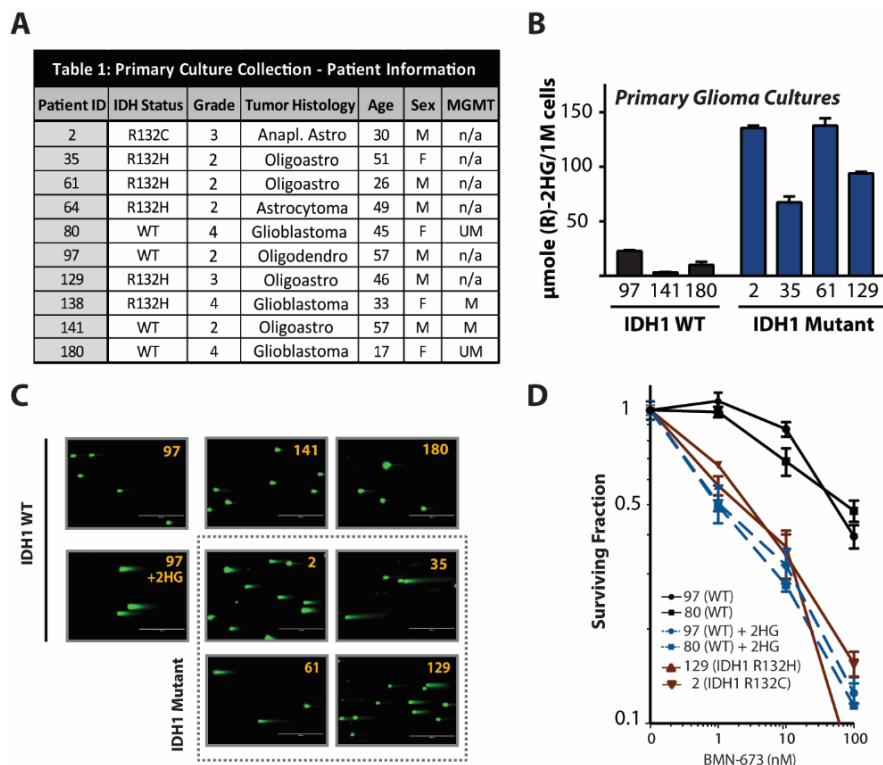 A
Table 1: Primary Culture Collection - Patient Information
Patient ID IDH Status Grade Tumor Histology Age Sex MGMT
2 R132C 3 Anapl. Astro 30 M n/a
35 R132H 2 Oligoastro 51 F n/a
61 R132H 2 Oligoastro 26 M n/a
64 R132H 2 Astrocytoma 49 M n/a
80 WT 4 Glioblastoma 45 F UM
97 WT 2 Oligodendro 57 M n/a
129 R132H 3 Oligoastro 46 M n/a
138 R132H 4 Glioblastoma 33 F M
141 WT 2 Oligoastro 57 M M
180 WT 4 Glioblastoma 17 F UM
B
Primary Glioma Cultures
µmole (R)-2HG/1M cells
150
100
50
97 141 180 2 35 61 129
IDH1 WT IDH1 Mutant
C
IDH1 WT
97 141 180
97
+2HG
2 35
IDH1 Mutant
61 129
D
Surviving Fraction
1
0.5
0.1
97 (WT)
80 (WT)
97 (WT) + 2HG
80 (WT) + 2HG
129 (IDH1 R132H)
2 (IDH1 R132C)
0 1 10 100
BMN-673 (nM)